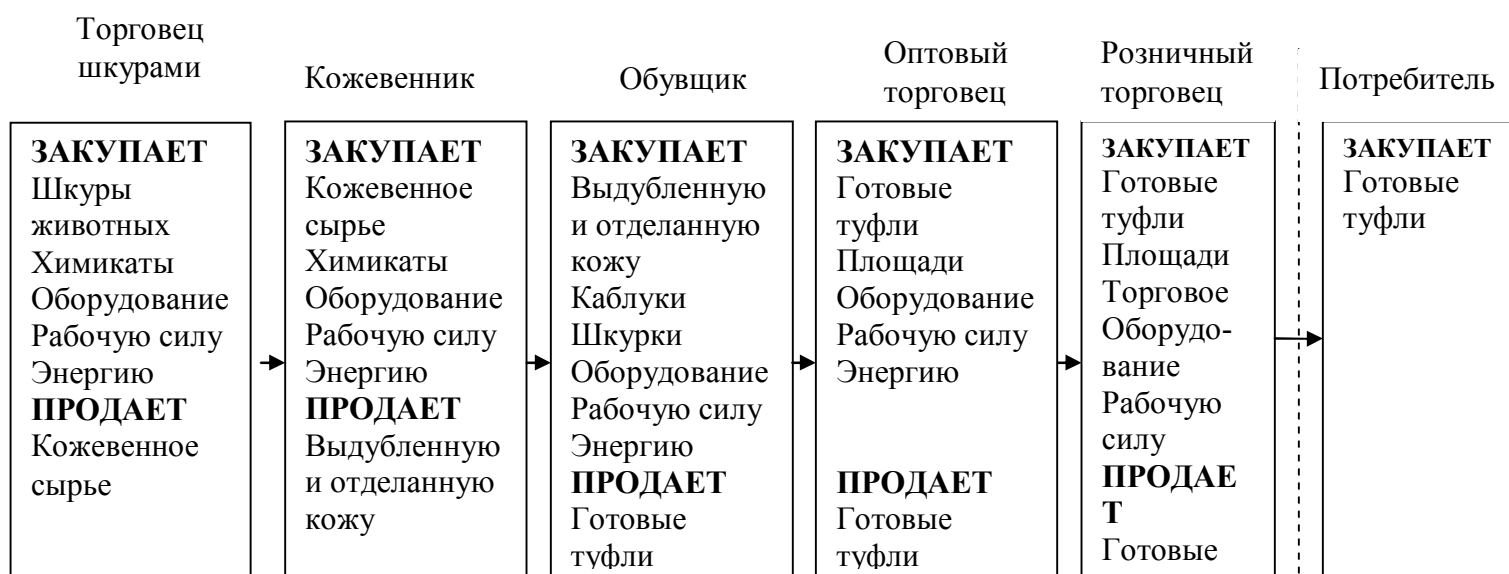 Торговец
шкурами
Кожевенник
Обувщик
Оптовый
торговец
Розничный
торговец
Потребитель
ЗАКУПАЕТ
Шкуры
животных
Химикаты
Оборудование
Рабочую силу
Энергию
ПРОДАЕТ
Кожевенное
сырье
ЗАКУПАЕТ
Кожевенное
сырье
Химикаты
Оборудование
Рабочую силу
Энергию
ПРОДАЕТ
Выдубленную
и отделанную
кожу
ЗАКУПАЕТ
Выдубленную
и отделанную
кожу
Каблуки
Шкурки
Оборудование
Рабочую силу
Энергию
ПРОДАЕТ
Готовые
туфли
ЗАКУПАЕТ
Готовые
туфли
Площади
Оборудование
Рабочую силу
Энергию
ПРОДАЕТ
Готовые
туфли
ЗАКУПАЕТ
Готовые
туфли
Площади
Торговое
Оборудо-
вание
Рабочую
силу
ПРОДАЕ
Т
Готовые
ЗАКУПАЕТ
Готовые
туфли